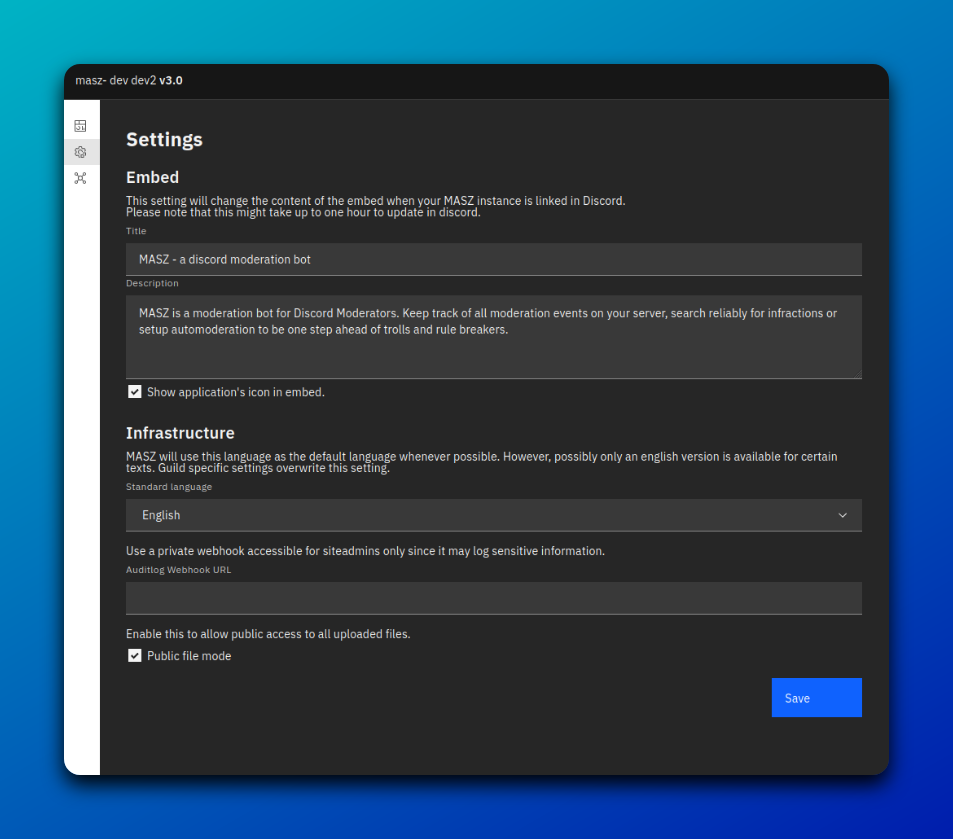 masz- dev dev2 v3.0
Settings
Embed
This setting will change the content of the embed when your MASZ instance is linked in Discord.
Please note that this might take up to one hour to update in discord.
Title
MASZ - a discord moderation bot
Description
MASZ is a moderation bot for Discord Moderators. Keep track of all moderation events on your server, search reliably for infractions or
setup automoderation to be one step ahead of trolls and rule breakers.
Show application's icon in embed.
Infrastructure
MASZ will use this language as the default language whenever possible. However, possibly only an english version is available for certain
texts. Guild specific settings overwrite this setting.
Standard language
English
Use a private webhook accessible for siteadmins only since it may log sensitive information.
Auditlog Webhook URL
Enable this to allow public access to all uploaded files.
Public file mode
Save